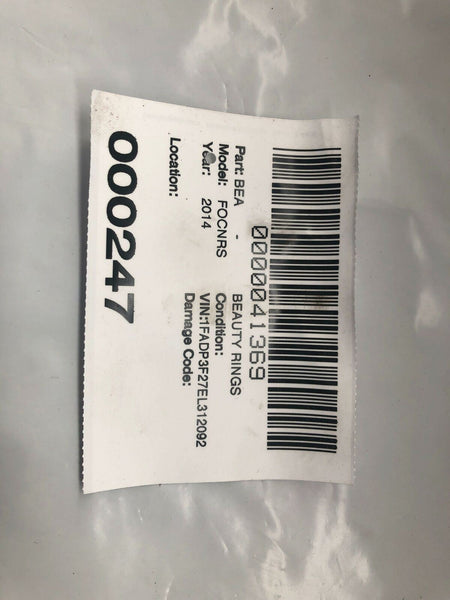 0000041369
Part: BEA - BEAUTY RINGS
Model: FOCNRS Condition:
Year: 2014 VIN:1FADP3F27EL312092
Damage Code:
Location:
000247